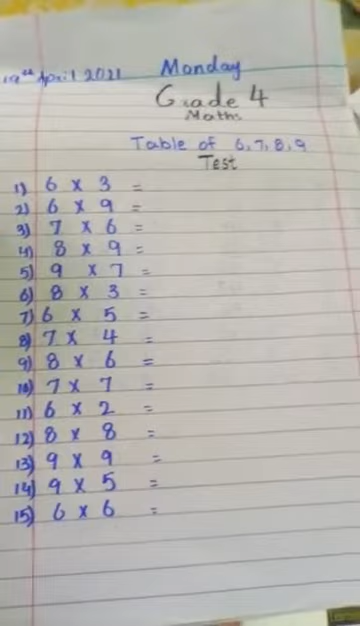 19th April 2021 Monday
Grade 4
Maths
Table of 6,7,8,9
Test
1) 6 x 3 =
2) 6 x 9 =
3) 7 x 6 =
4) 8 x 9 =
5) 9 x 7 =
6) 8 x 3 =
7) 6 x 5 =
8) 7 x 4 =
9) 8 x 6 =
10) 7 x 7 =
11) 6 x 2 =
12) 8 x 8 =
13) 9 x 9 =
14) 9 x 5 =
15) 6 x 6 =